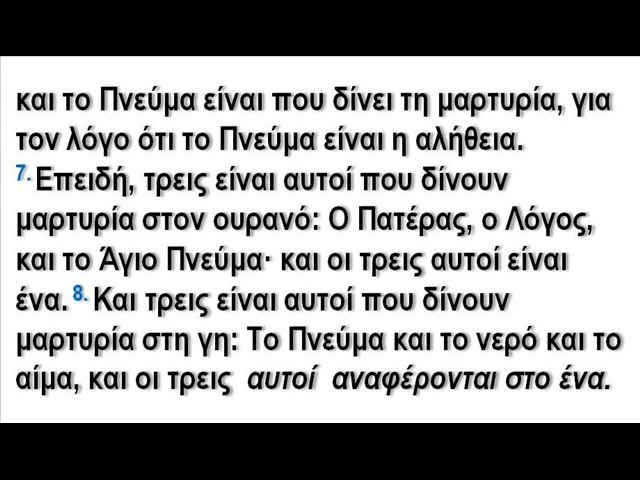 και το Πνεύμα είναι που δίνει τη μαρτυρία, για
τον λόγο ότι το Πνεύμα είναι η αλήθεια.
7. Επειδή, τρεις είναι αυτοί που δίνουν
μαρτυρία στον ουρανό: Ο Πατέρας, ο Λόγος,
και το Άγιο Πνεύμα· και οι τρεις αυτοί είναι
ένα. 8. Και τρεις είναι αυτοί που δίνουν
μαρτυρία στη γη: Το Πνεύμα και το νερό και το
αίμα, και οι τρεις αυτοί αναφέρονται στο ένα.